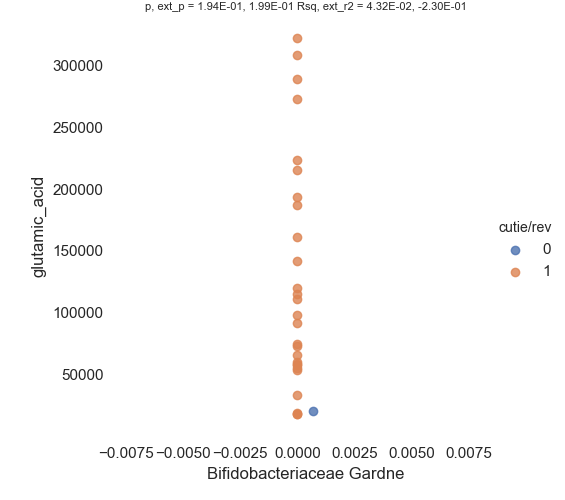 p, ext_p = 1.94E-01, 1.99E-01 Rsq, ext_r2 = 4.32E-02, -2.30E-01
300000
250000
200000
150000
100000
50000
glutamic_acid
cutie/rev
0
1
−0.0075 −0.0050 −0.0025 0.0000 0.0025 0.0050 0.0075
Bifidobacteriaceae Gardne